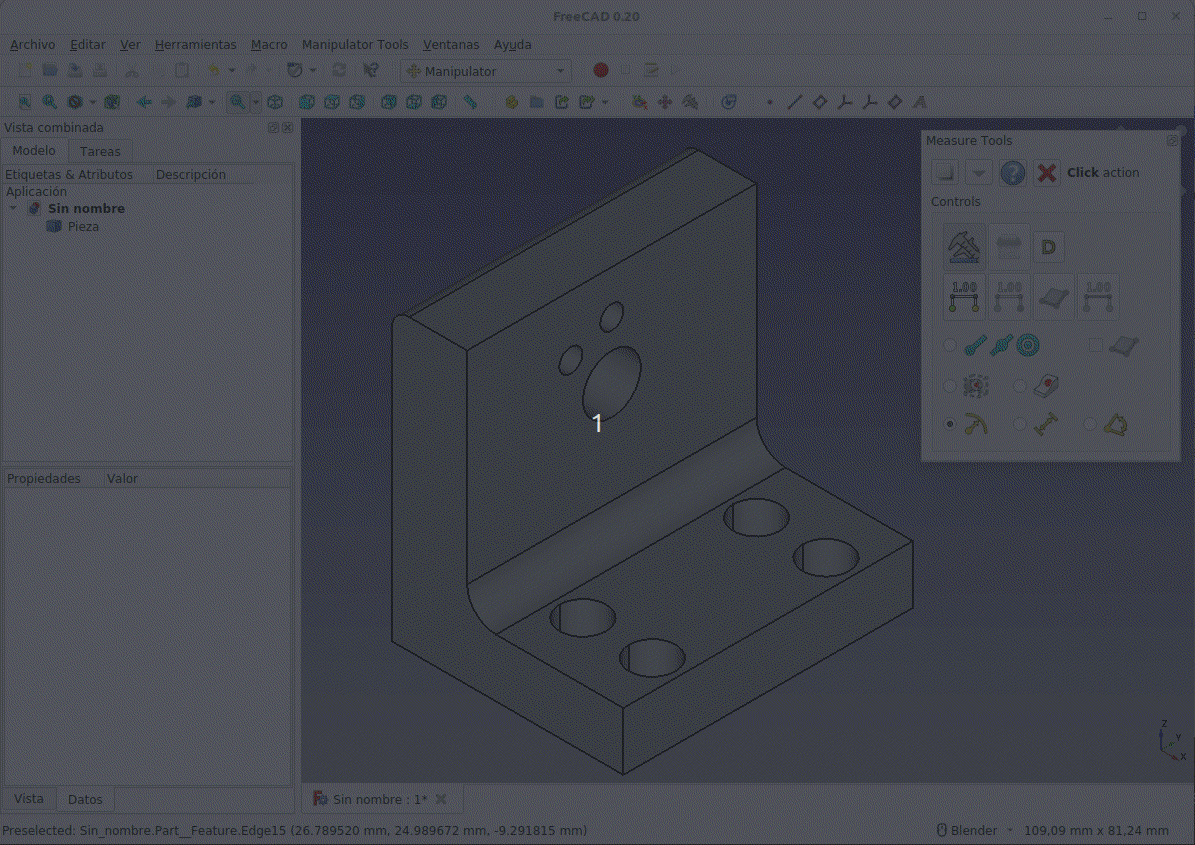 FreeCAD 0.20
Archivo Editar Ver Herramientas Macro Manipulator Tools Ventanas Ayuda
Manipulator
Vista combinada
Modelo Tareas
Etiquetas & Atributos Descripción
Aplicación
Sin nombre
Pieza
Propiedades Valor
Vista Datos
Measure Tools
Click action
Controls
D
1.00 1.00 1.00
1
Z
Y
X
Sin nombre : 1*
Preselected: Sin_nombre.Part__Feature.Edge15 (26.789520 mm, 24.989672 mm, -9.291815 mm)
Blender 109,09 mm x 81,24 mm